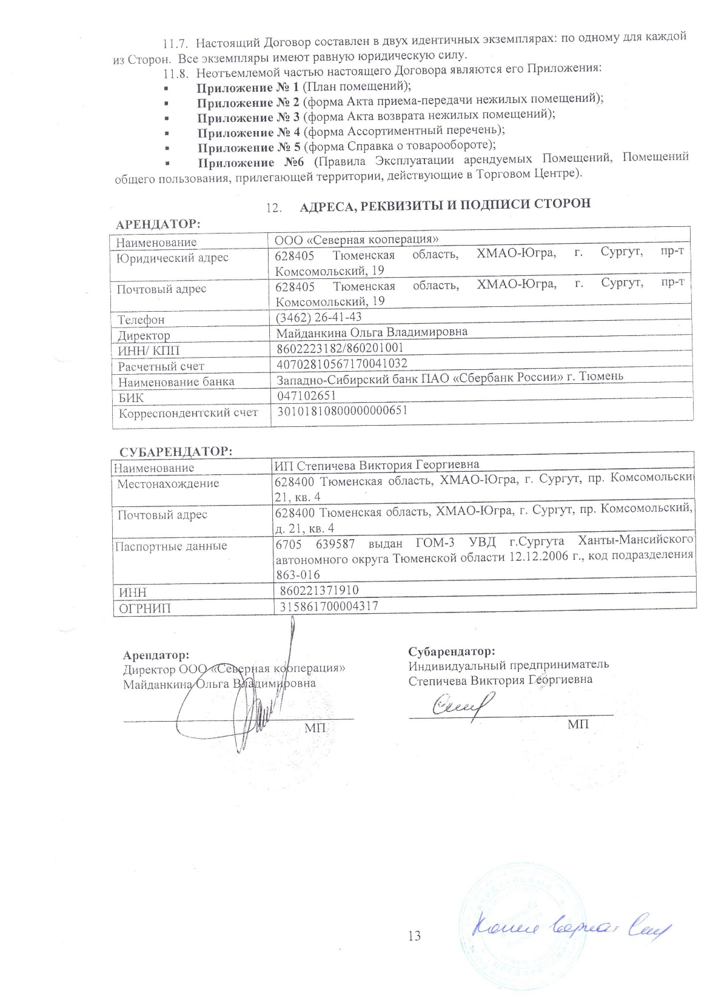 11.7. Настоящий Договор составлен в двух идентичных экземплярах: по одному для каждой
из Сторон. Все экземпляры имеют равную юридическую силу.
11.8. Неотъемлемой частью настоящего Договора являются его Приложения:
▪ Приложение № 1 (План помещений);
▪ Приложение № 2 (форма Акта приема-передачи нежилых помещений);
▪ Приложение № 3 (форма Акта возврата нежилых помещений);
▪ Приложение № 4 (форма Ассортиментный перечень);
▪ Приложение № 5 (форма Справка о товарообороте);
▪ Приложение №6 (Правила Эксплуатации арендуемых Помещений, Помещений
общего пользования, прилегающей территории, действующие в Торговом Центре).
12. АДРЕСА, РЕКВИЗИТЫ И ПОДПИСИ СТОРОН
АРЕНДАТОР:
Наименование ООО «Северная кооперация»
Юридический адрес 628405 Тюменская область, ХМАО-Югра, г. Сургут, пр-т
Комсомольский, 19
Почтовый адрес 628405 Тюменская область, ХМАО-Югра, г. Сургут, пр-т
Комсомольский, 19
Телефон (3462) 26-41-43
Директор Майданкина Ольга Владимировна
ИНН/ КПП 8602223182/860201001
Расчетный счет 40702810567170041032
Наименование банка Западно-Сибирский банк ПАО «Сбербанк России» г. Тюмень
БИК 047102651
Корреспондентский счет 30101810800000000651
СУБАРЕНДАТОР:
Наименование ИП Степичева Виктория Георгиевна
Местонахождение 628400 Тюменская область, ХМАО-Югра, г. Сургут, пр. Комсомольски
21, кв. 4
Почтовый адрес 628400 Тюменская область, ХМАО-Югра, г. Сургут, пр. Комсомольский,
д. 21, кв. 4
Паспортные данные 6705 639587 выдан ГОМ-3 УВД г.Сургута Ханты-Мансийского
автономного округа Тюменской области 12.12.2006 г., код подразделения
863-016
ИНН 860221371910
ОГРНИП 315861700004317
Арендатор:
Директор ООО «Северная кооперация»
Майданкина Ольга Владимировна
МП
Субарендатор:
Индивидуальный предприниматель
Степичева Виктория Георгиевна
МП
Копия верна
13